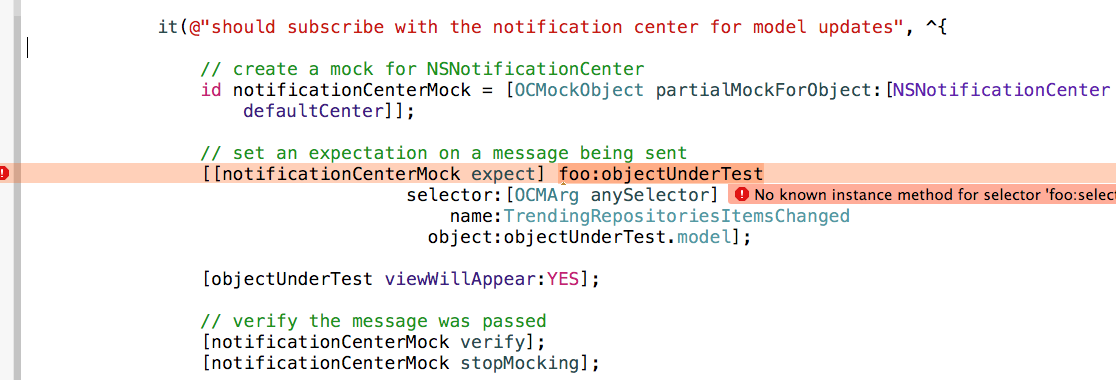 it(@"should subscribe with the notification center for model updates", ^{
// create a mock for NSNotificationCenter
id notificationCenterMock = [OCMockObject partialMockForObject:[NSNotificationCenter
defaultCenter]];
// set an expectation on a message being sent
[[notificationCenterMock expect] foo:objectUnderTest
selector:[OCMArg anySelector] No known instance method for selector 'foo:selec
name:TrendingRepositoriesItemsChanged
object:objectUnderTest.model];
[objectUnderTest viewWillAppear:YES];
// verify the message was passed
[notificationCenterMock verify];
[notificationCenterMock stopMocking];